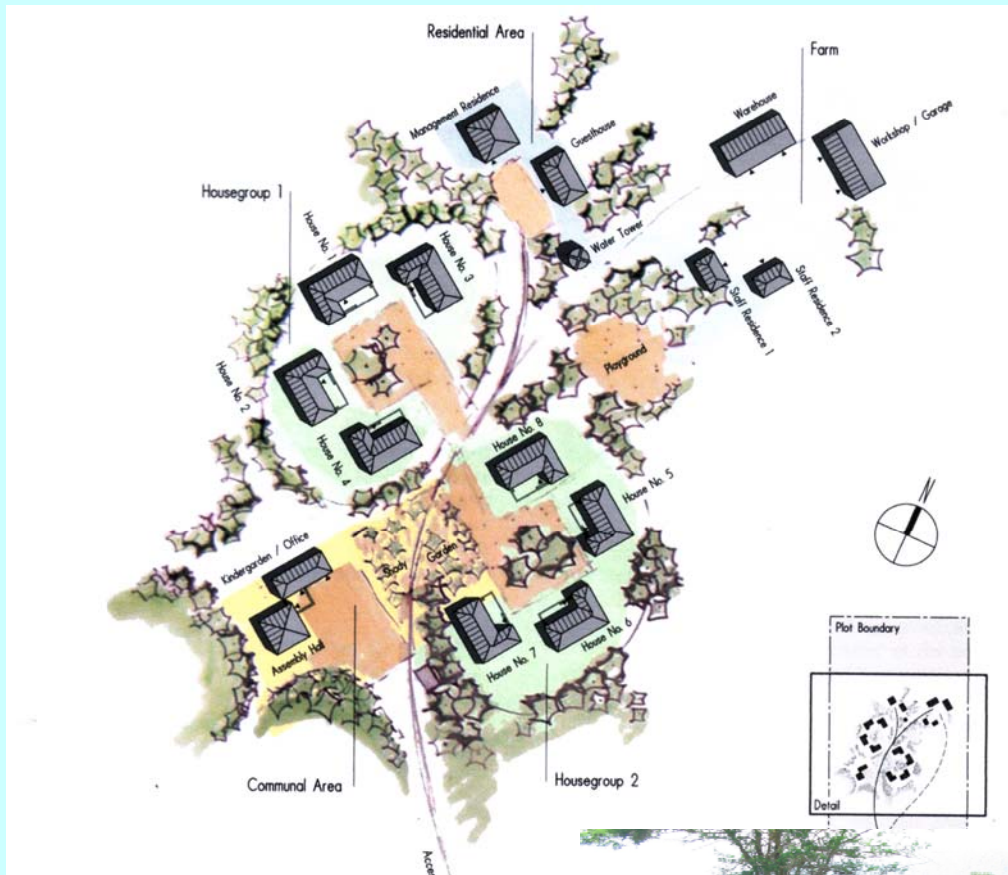 Residential Area
Farm
Management Residence
Guesthouse
Warehouse
Workshop / Garage
Housegroup 1
House No. 1
House No. 3
Water Tower
Staff Residence 1
Staff Residence 2
House No. 2
Playground
House No. 4
House No. 8
House No. 5
N
Kindergarden / Office
Shady Garden
Assembly Hall
House No. 7
House No. 6
Plot Boundary
Communal Area
Housegroup 2
Detail